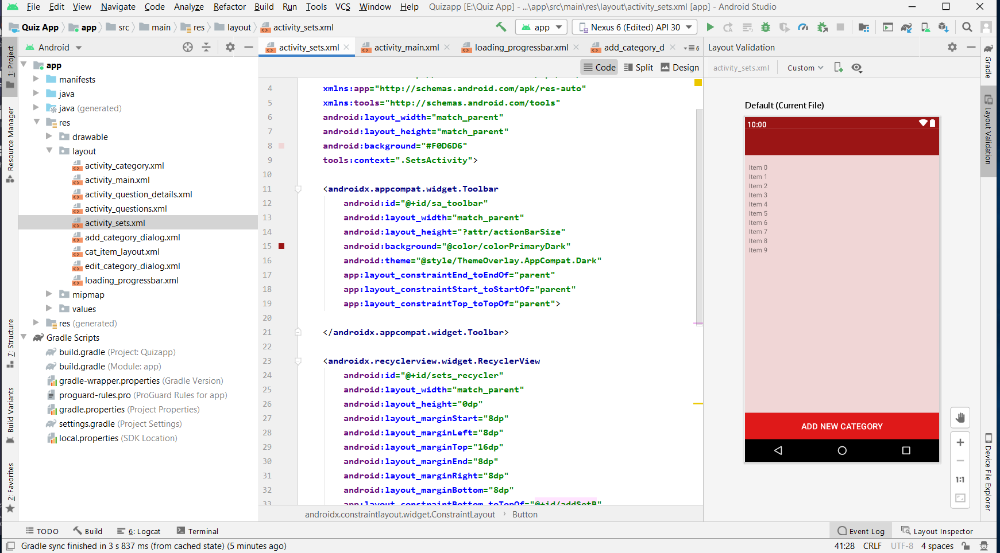 File Edit View Navigate Code Analyze Refactor Build Run Tools VCS Window Help Quizapp [E:\Quiz App] - ...\app\src\main\res\layout\activity_sets.xml [app] - Android Studio
Quiz App app src main res layout activity_sets.xml app Nexus 6 (Edited) API 30
Android
activity_sets.xml activity_main.xml loading_progressbar.xml add_category_d 6
Layout Validation
Code Split Design
activity_sets.xml Custom
1: Project
Resource Manager
7: Structure
Build Variants
2: Favorites
app
manifests
java
java (generated)
res
drawable
layout
activity_category.xml
activity_main.xml
activity_question_details.xml
activity_questions.xml
activity_sets.xml
add_category_dialog.xml
cat_item_layout.xml
edit_category_dialog.xml
loading_progressbar.xml
mipmap
values
res (generated)
Gradle Scripts
build.gradle (Project: Quizapp)
build.gradle (Module: app)
gradle-wrapper.properties (Gradle Version)
proguard-rules.pro (ProGuard Rules for app)
gradle.properties (Project Properties)
settings.gradle (Project Settings)
local.properties (SDK Location)
4 xmlns:app="http://schemas.android.com/apk/res-auto"
5 xmlns:tools="http://schemas.android.com/tools"
6 android:layout_width="match_parent"
7 android:layout_height="match_parent"
8 android:background="#F0D6D6"
9 tools:context=".SetsActivity">
10
11 <androidx.appcompat.widget.Toolbar
12 android:id="@+id/sa_toolbar"
13 android:layout_width="match_parent"
14 android:layout_height="?attr/actionBarSize"
15 android:background="@color/colorPrimaryDark"
16 android:theme="@style/ThemeOverlay.AppCompat.Dark"
17 app:layout_constraintEnd_toEndOf="parent"
18 app:layout_constraintStart_toStartOf="parent"
19 app:layout_constraintTop_toTopOf="parent">
20
21 </androidx.appcompat.widget.Toolbar>
22
23 <androidx.recyclerview.widget.RecyclerView
24 android:id="@+id/sets_recycler"
25 android:layout_width="match_parent"
26 android:layout_height="0dp"
27 android:layout_marginStart="8dp"
28 android:layout_marginLeft="8dp"
29 android:layout_marginTop="16dp"
30 android:layout_marginEnd="8dp"
31 android:layout_marginRight="8dp"
32 android:layout_marginBottom="8dp"
33 app:layout_constraintBottom_toTopOf="@+id/addSetB"
androidx.constraintlayout.widget.ConstraintLayout › Button
Default (Current File)
10:00
Item 0
Item 1
Item 2
Item 3
Item 4
Item 5
Item 6
Item 7
Item 8
Item 9
ADD NEW CATEGORY
1:1
Gradle
Layout Validation
Device File Explorer
TODO Build 6: Logcat Terminal Event Log Layout Inspector
Gradle sync finished in 3 s 837 ms (from cached state) (5 minutes ago) 41:28 CRLF UTF-8 4 spaces